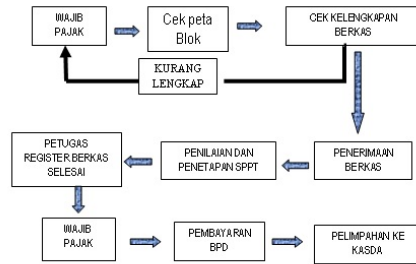 WAJIB
PAJAK
Cek peta
Blok
CEK KELENGKAPAN
BERKAS
KURANG
LENGKAP
PETUGAS
REGISTER BERKAS
SELESAI
PENILAIAN DAN
PENETAPAN SPPT
PENERIMAAN
BERKAS
WAJIB
PAJAK
PEMBAYARAN
BPD
PELIMPAHAN KE
KASDA